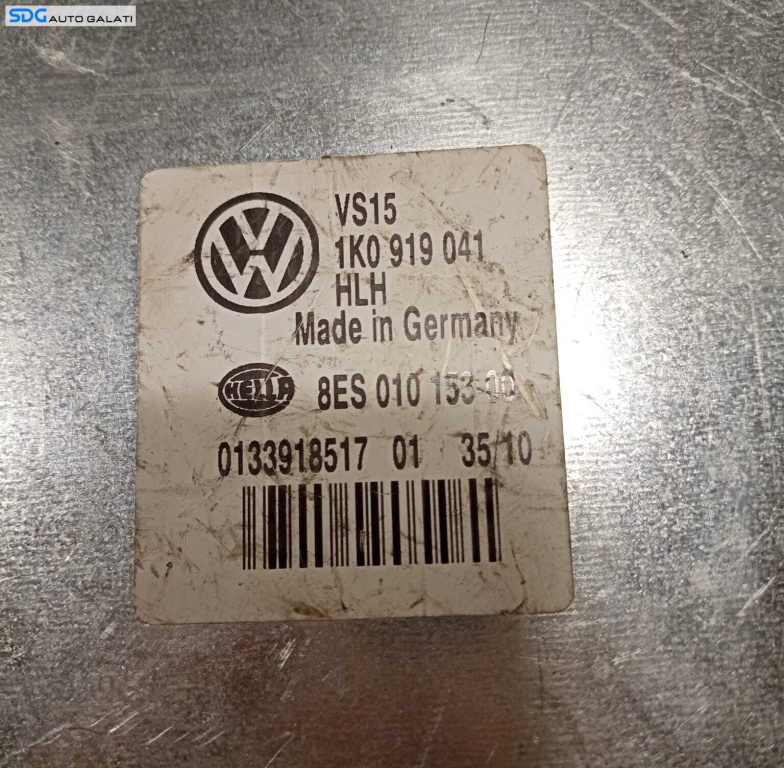 SDG AUTO GALATI
VS15
1K0 919 041
HLH
Made in Germany
HELLA
8ES 010 153-00
0133918517 01 35/10